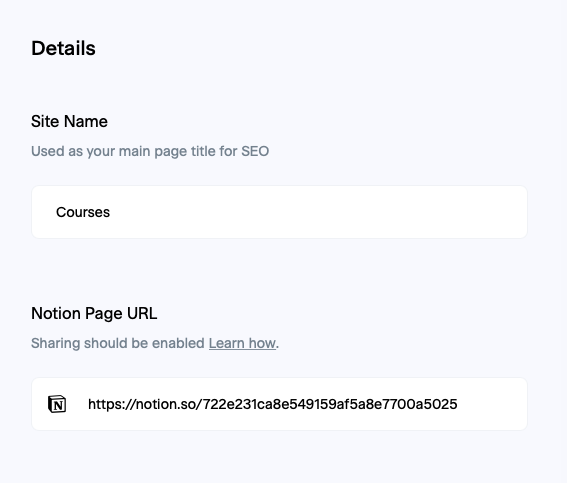 Details
Site Name
Used as your main page title for SEO
Courses
Notion Page URL
Sharing should be enabled Learn how.
N https://notion.so/722e231ca8e549159af5a8e7700a5025